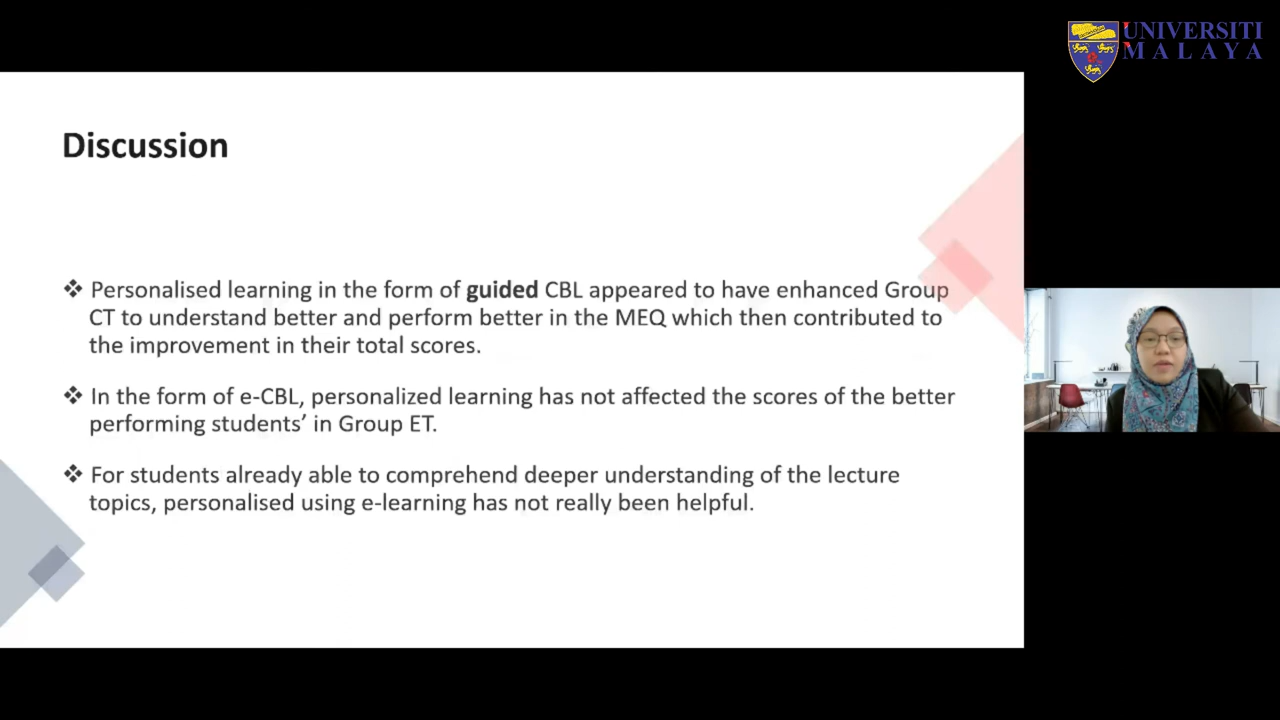 UNIVERSITI
MALAYA
Discussion
❖ Personalised learning in the form of guided CBL appeared to have enhanced Group
CT to understand better and perform better in the MEQ which then contributed to
the improvement in their total scores.
❖ In the form of e-CBL, personalized learning has not affected the scores of the better
performing students’ in Group ET.
❖ For students already able to comprehend deeper understanding of the lecture
topics, personalised using e-learning has not really been helpful.